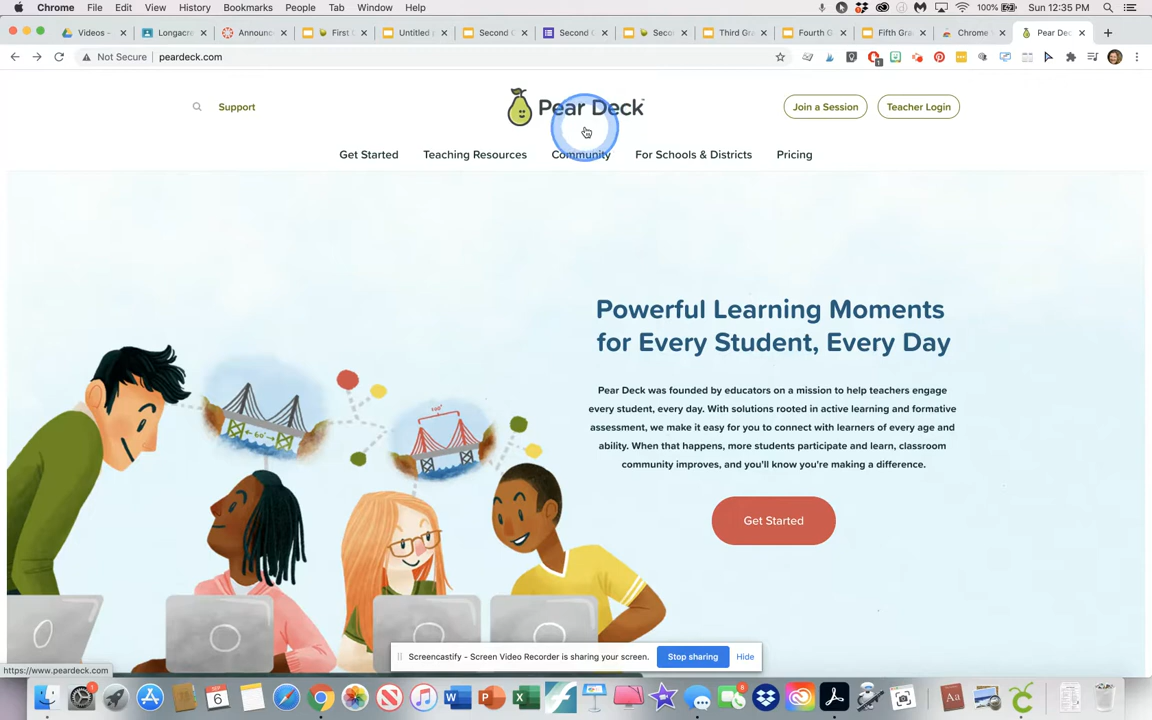 Chrome File Edit View History Bookmarks People Tab Window Help 100% Sun 12:35 PM
Videos - Longacre Announc First G Untitled Second G Second G Secon Third Gra Fourth G Fifth Gra Chrome Pear Dec
Not Secure peardeck.com
Support
Pear Deck
Join a Session
Teacher Login
Get Started Teaching Resources Community For Schools & Districts Pricing
Powerful Learning Moments
for Every Student, Every Day
Pear Deck was founded by educators on a mission to help teachers engage
every student, every day. With solutions rooted in active learning and formative
assessment, we make it easy for you to connect with learners of every age and
ability. When that happens, more students participate and learn, classroom
community improves, and you'll know you're making a difference.
60'
Get Started
Screencastify - Screen Video Recorder is sharing your screen. Stop sharing Hide
https://www.peardeck.com